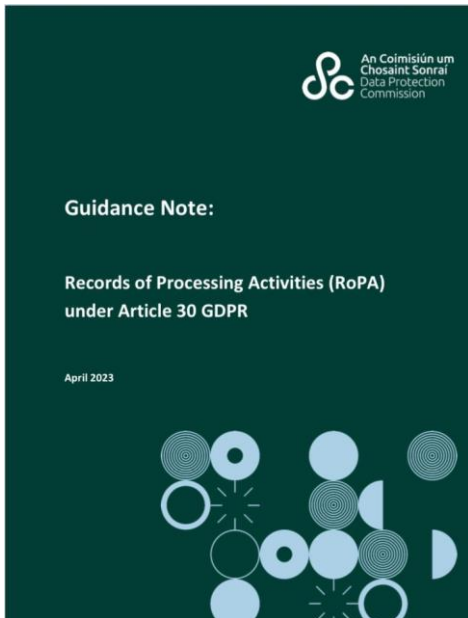 An Coimisiún um
Chosaint Sonraí
Data Protection
Commission
Guidance Note:
Records of Processing Activities (RoPA)
under Article 30 GDPR
April 2023